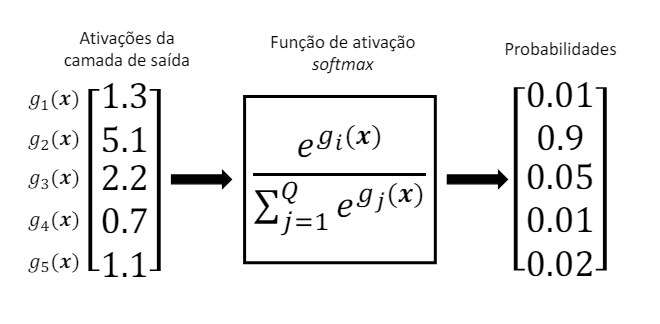 Ativações da
camada de saída
g₁(x) 1.3
g₂(x) 5.1
g₃(x) 2.2
g₄(x) 0.7
g₅(x) 1.1
Função de ativação
softmax
e^{gᵢ(x)}
∑_{j=1}^{Q} e^{gⱼ(x)}
Probabilidades
0.01
0.9
0.05
0.01
0.02